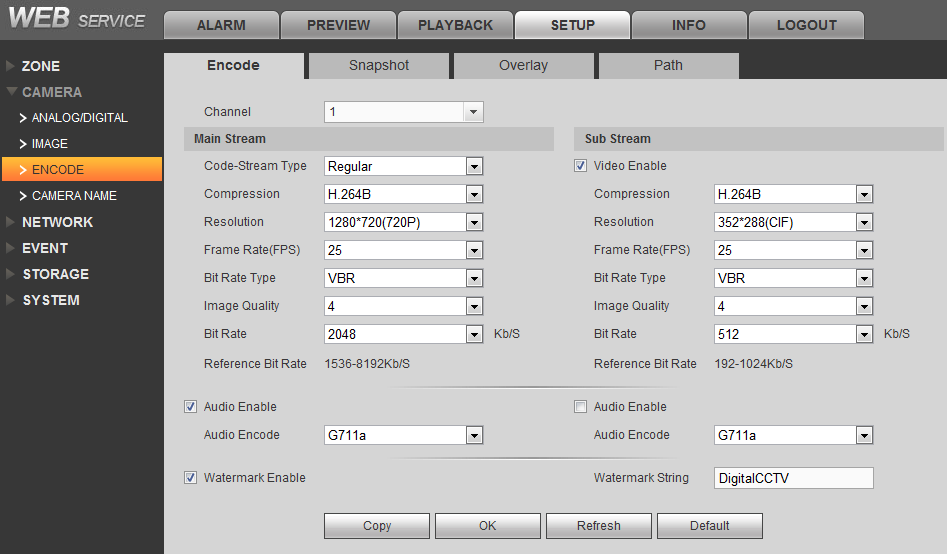 WEB SERVICE
ALARM PREVIEW PLAYBACK SETUP INFO LOGOUT
ZONE
CAMERA
ANALOG/DIGITAL
IMAGE
ENCODE
CAMERA NAME
NETWORK
EVENT
STORAGE
SYSTEM
Encode Snapshot Overlay Path
Channel 1
Main Stream Sub Stream
Code-Stream Type Regular Video Enable
Compression H.264B Compression H.264B
Resolution 1280*720(720P) Resolution 352*288(CIF)
Frame Rate(FPS) 25 Frame Rate(FPS) 25
Bit Rate Type VBR Bit Rate Type VBR
Image Quality 4 Image Quality 4
Bit Rate 2048 Kb/S Bit Rate 512 Kb/S
Reference Bit Rate 1536-8192Kb/S Reference Bit Rate 192-1024Kb/S
Audio Enable Audio Enable
Audio Encode G711a Audio Encode G711a
Watermark Enable Watermark String DigitalCCTV
Copy OK Refresh Default